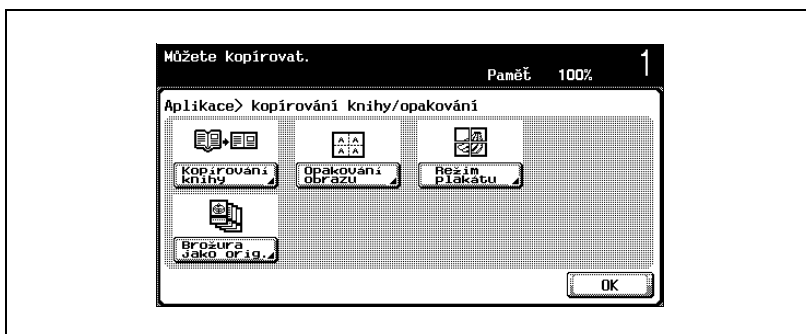 Můžete kopírovat.
Paměť 100% 1
Aplikace> kopírování knihy/opakování
Kopírování
knihy
Opakování
obrazu
Režim
plakátu
Brožura
jako orig.
OK